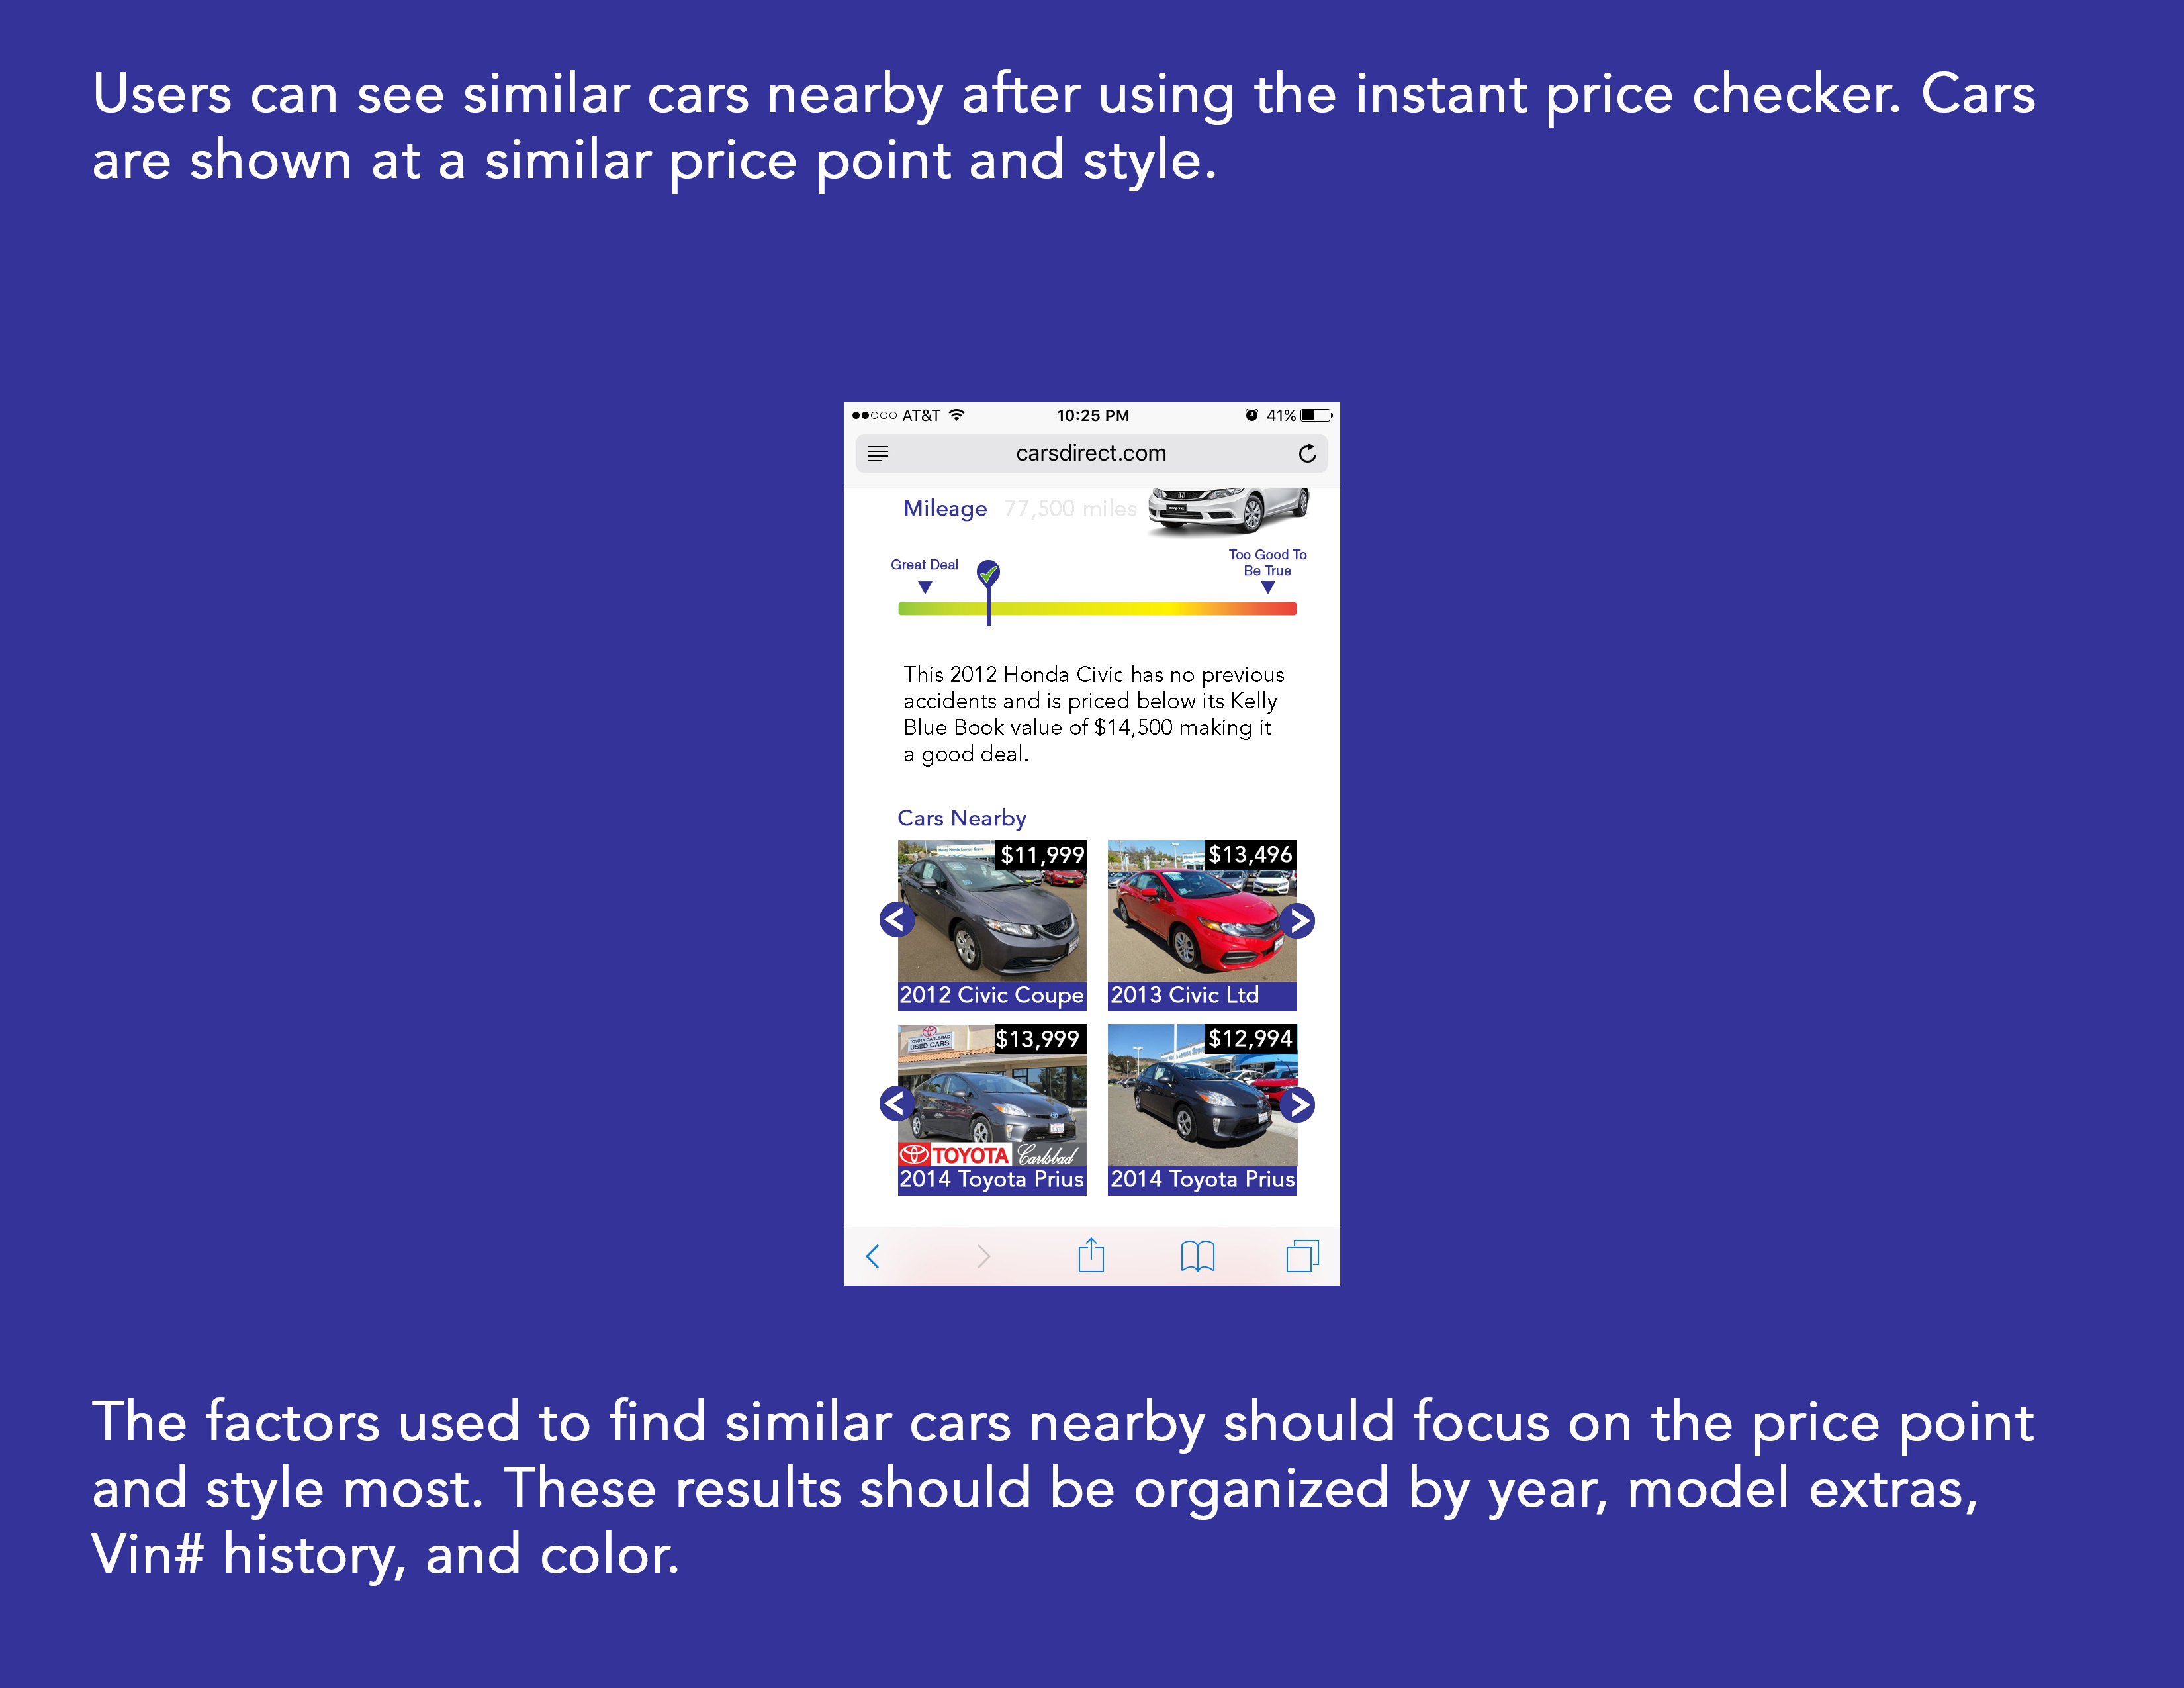 Users can see similar cars nearby after using the instant price checker. Cars
are shown at a similar price point and style.
AT&T
10:25 PM
41%
carsdirect.com
Mileage 77,500 miles
Great Deal
Too Good To
Be True
This 2012 Honda Civic has no previous
accidents and is priced below its Kelly
Blue Book value of $14,500 making it
a good deal.
Cars Nearby
$11,999
2012 Civic Coupe
$13,496
2013 Civic Ltd
TOYOTA CARLSBAD
USED CARS
$13,999
TOYOTA Carlsbad
2014 Toyota Prius
$12,994
2014 Toyota Prius
The factors used to find similar cars nearby should focus on the price point
and style most. These results should be organized by year, model extras,
Vin# history, and color.